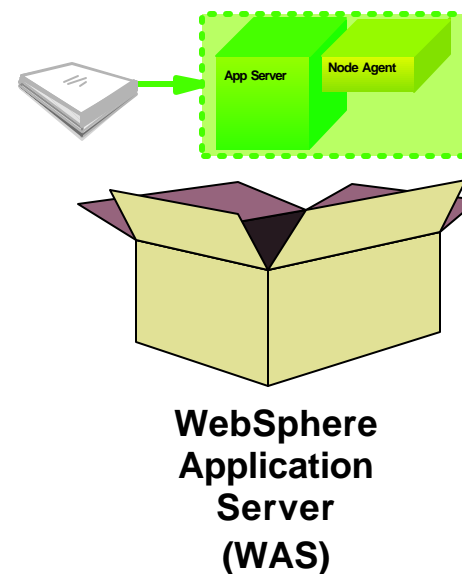 App Server
Node Agent
WebSphere
Application
Server
(WAS)